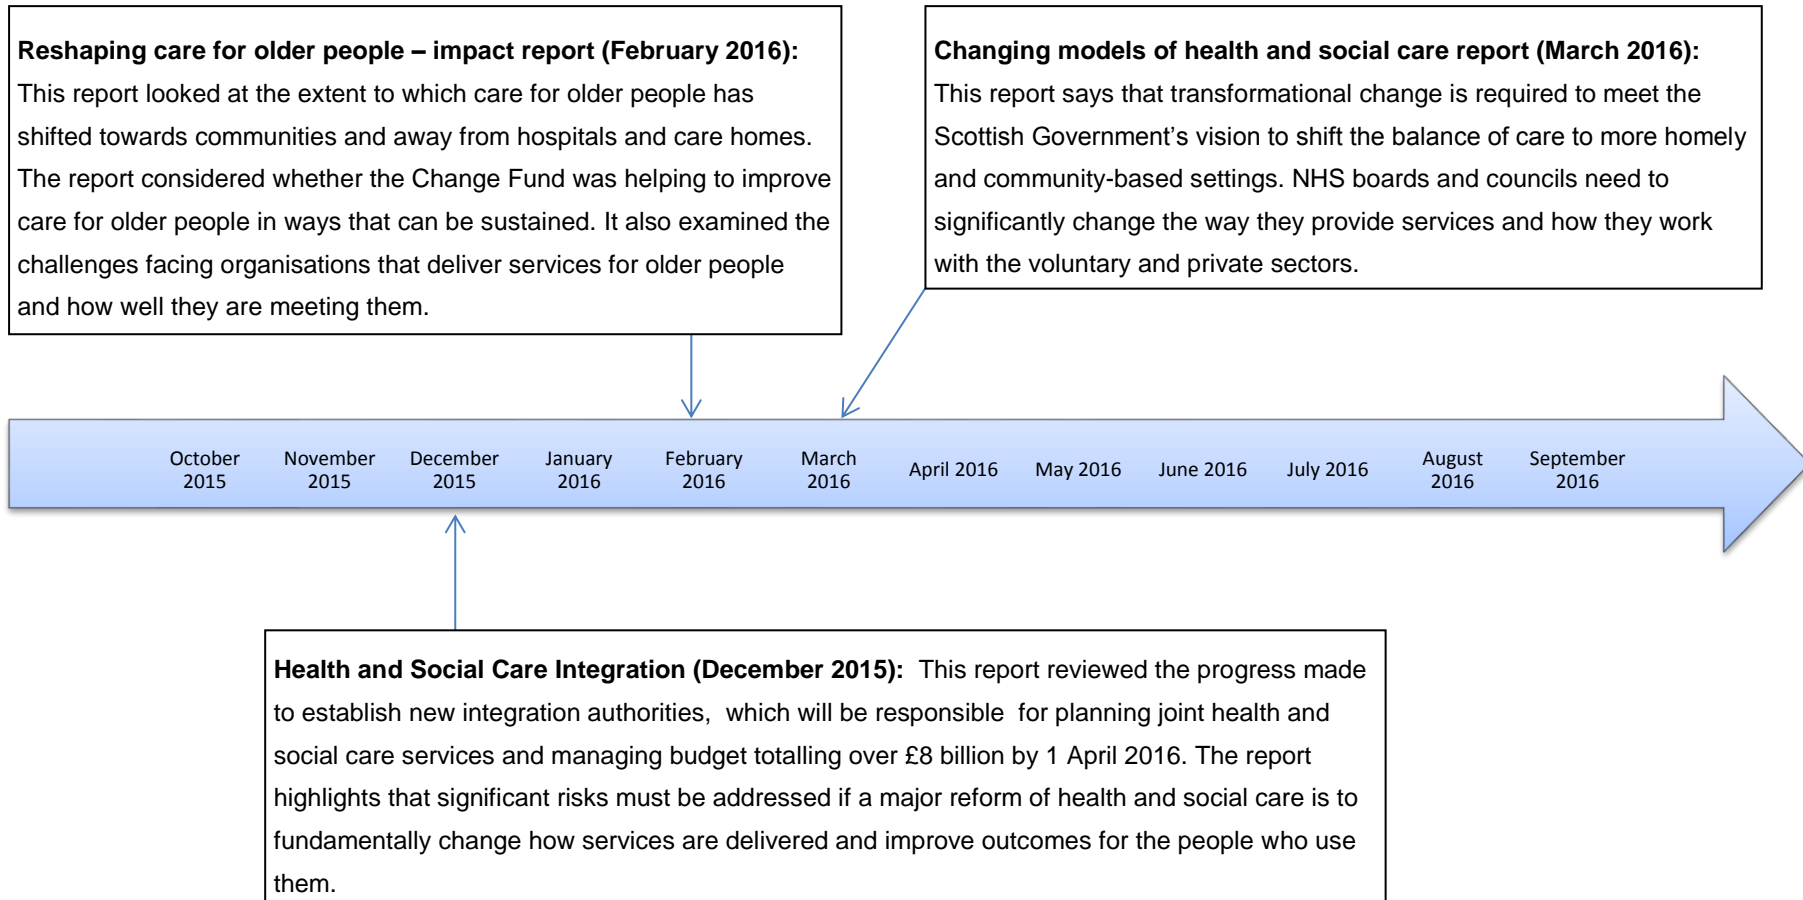 Reshaping care for older people – impact report (February 2016):
This report looked at the extent to which care for older people has
shifted towards communities and away from hospitals and care homes.
The report considered whether the Change Fund was helping to improve
care for older people in ways that can be sustained. It also examined the
challenges facing organisations that deliver services for older people
and how well they are meeting them.
Changing models of health and social care report (March 2016):
This report says that transformational change is required to meet the
Scottish Government’s vision to shift the balance of care to more homely
and community-based settings. NHS boards and councils need to
significantly change the way they provide services and how they work
with the voluntary and private sectors.
October
2015
November
2015
December
2015
January
2016
February
2016
March
2016
April 2016
May 2016
June 2016
July 2016
August
2016
September
2016
Health and Social Care Integration (December 2015): This report reviewed the progress made
to establish new integration authorities, which will be responsible for planning joint health and
social care services and managing budget totalling over £8 billion by 1 April 2016. The report
highlights that significant risks must be addressed if a major reform of health and social care is to
fundamentally change how services are delivered and improve outcomes for the people who use
them.